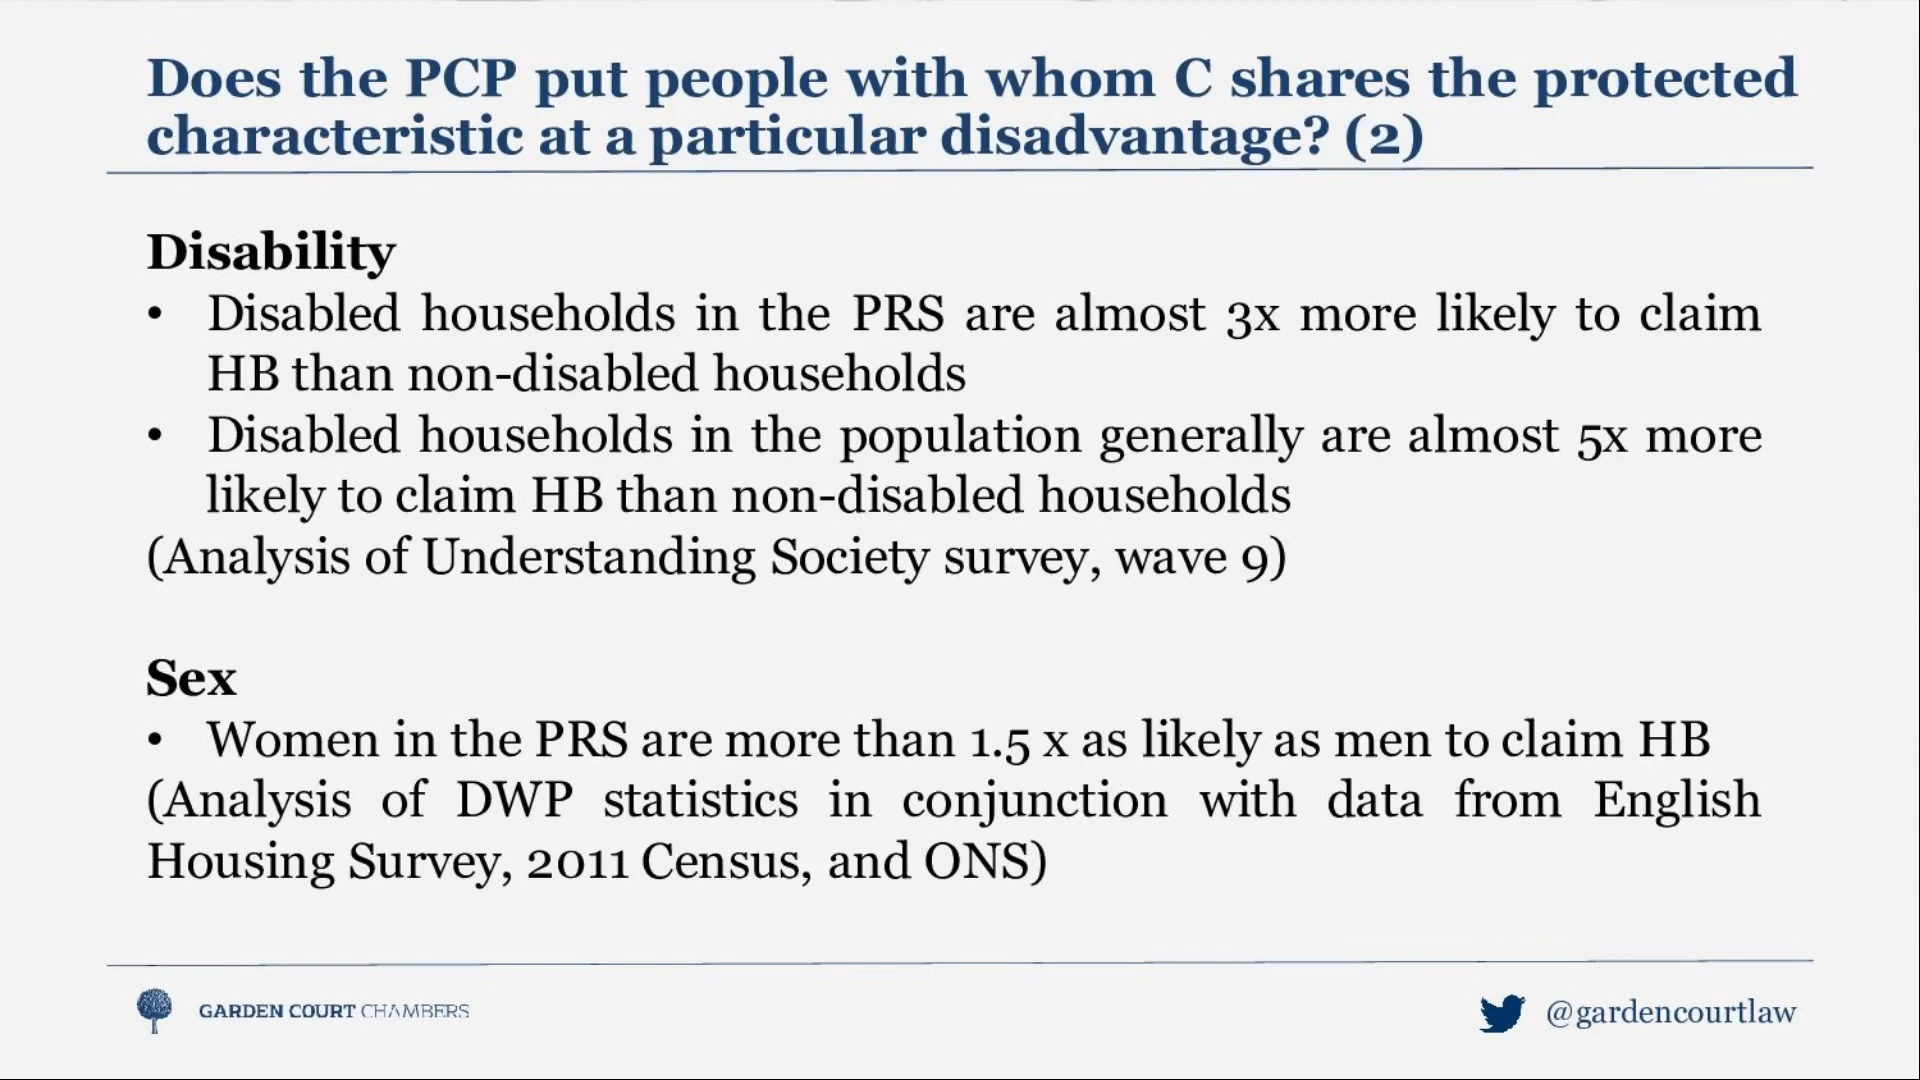 Does the PCP put people with whom C shares the protected
characteristic at a particular disadvantage? (2)
Disability
• Disabled households in the PRS are almost 3x more likely to claim
HB than non-disabled households
• Disabled households in the population generally are almost 5x more
likely to claim HB than non-disabled households
(Analysis of Understanding Society survey, wave 9)
Sex
• Women in the PRS are more than 1.5 x as likely as men to claim HB
(Analysis of DWP statistics in conjunction with data from English
Housing Survey, 2011 Census, and ONS)
GARDEN COURT CHAMBERS
@gardencourtlaw